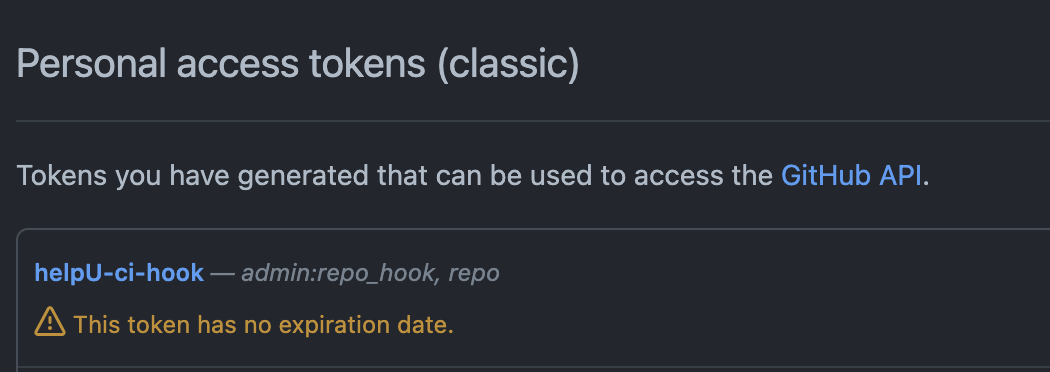 Personal access tokens (classic)
Tokens you have generated that can be used to access the GitHub API.
helpU-ci-hook — admin:repo_hook, repo
This token has no expiration date.